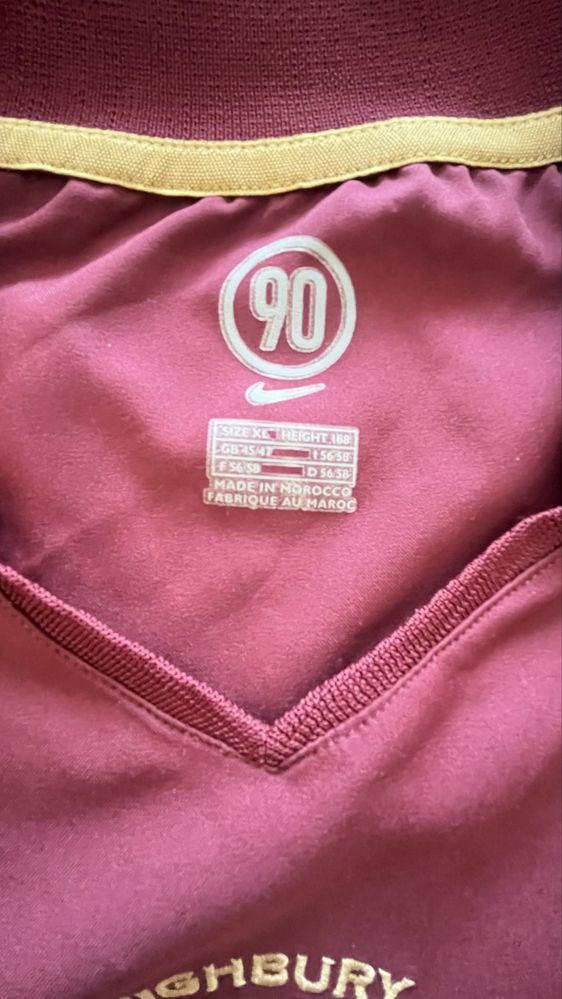 90
SIZE XL HEIGHT 188
GB 45/47 I 56/58
F 56/58 D 56/58
MADE IN MOROCCO
FABRIQUE AU MAROC
IGHBURY